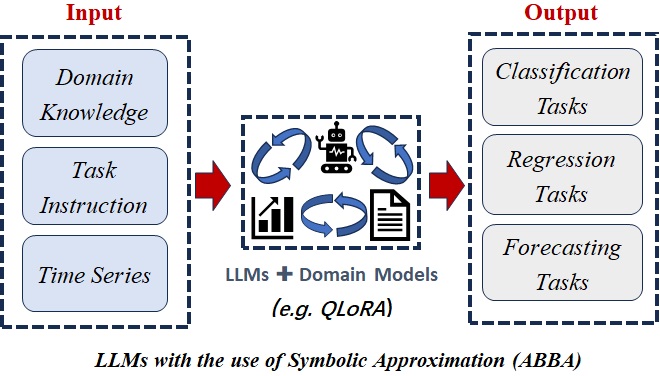 Input
Output
Domain
Knowledge
Task
Instruction
Time Series
LLMs + Domain Models
(e.g. QLoRA)
Classification
Tasks
Regression
Tasks
Forecasting
Tasks
LLMs with the use of Symbolic Approximation (ABBA)